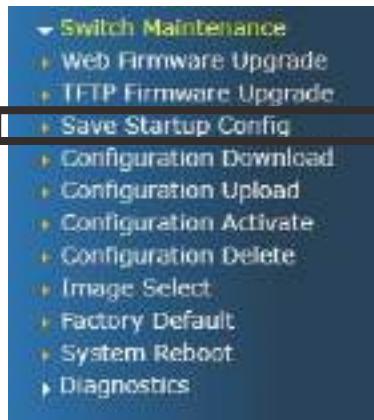 Switch Maintenance
Web Firmware Upgrade
TFTP Firmware Upgrade
Save Startup Config
Configuration Download
Configuration Upload
Configuration Activate
Configuration Delete
Image Select
Factory Default
System Reboot
Diagnostics